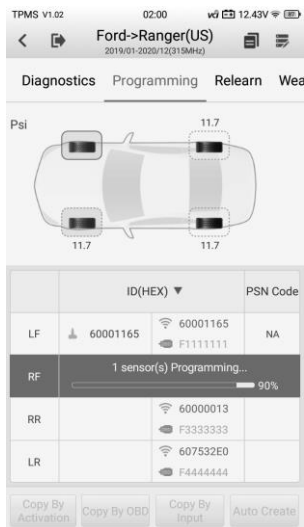 TPMS V1.02 02:00 12.43V
Ford->Ranger(US)
2019/01-2020/12(315MHz)
Diagnostics Programming Relearn Wea
Psi 11.7
11.7 11.7
ID(HEX) ▼ PSN Code
LF 60001165 60001165 NA
F1111111
RF 1 sensor(s) Programming...
90%
RR 60000013
F3333333
LR 607532E0
F4444444
Copy By Activation Copy By OBD Copy By Input Auto Create